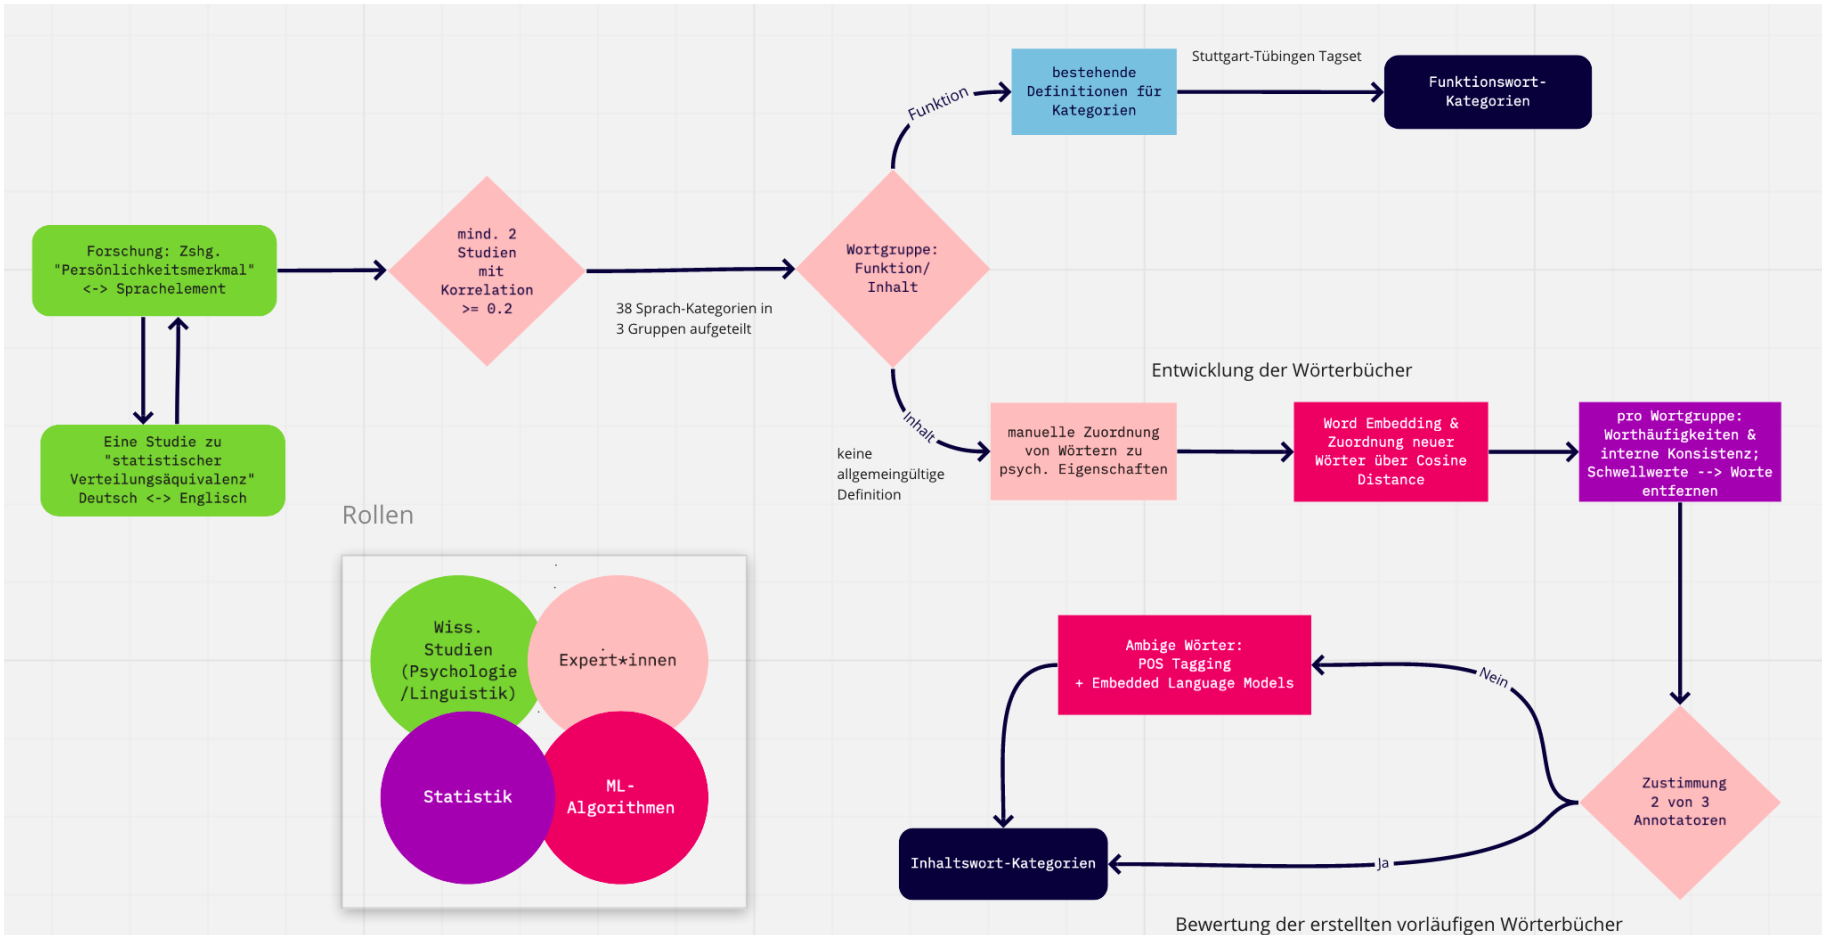 Stuttgart-Tübingen Tagset
bestehende
Definitionen für
Kategorien
Funktionswort-
Kategorien
Funktion
Forschung: Zshg.
"Persönlichkeitsmerkmal"
<-> Sprachelement
mind. 2
Studien
mit
Korrelation
>= 0.2
38 Sprach-Kategorien in
3 Gruppen aufgeteilt
Wortgruppe:
Funktion/
Inhalt
Eine Studie zu
"statistischer
Verteilungsäquivalenz"
Deutsch <-> Englisch
Inhalt
keine
allgemeingültige
Definition
Entwicklung der Wörterbücher
manuelle Zuordnung
von Wörtern zu
psych. Eigenschaften
Word Embedding &
Zuordnung neuer
Wörter über Cosine
Distance
pro Wortgruppe:
Worthäufigkeiten &
interne Konsistenz;
Schwellwerte --> Worte
entfernen
Rollen
Wiss.
Studien
(Psychologie
/Linguistik)
Expert*innen
Statistik
ML-
Algorithmen
Ambige Wörter:
POS Tagging
+ Embedded Language Models
Nein
Zustimmung
2 von 3
Annotatoren
Ja
Inhaltswort-Kategorien
Bewertung der erstellten vorläufigen Wörterbücher